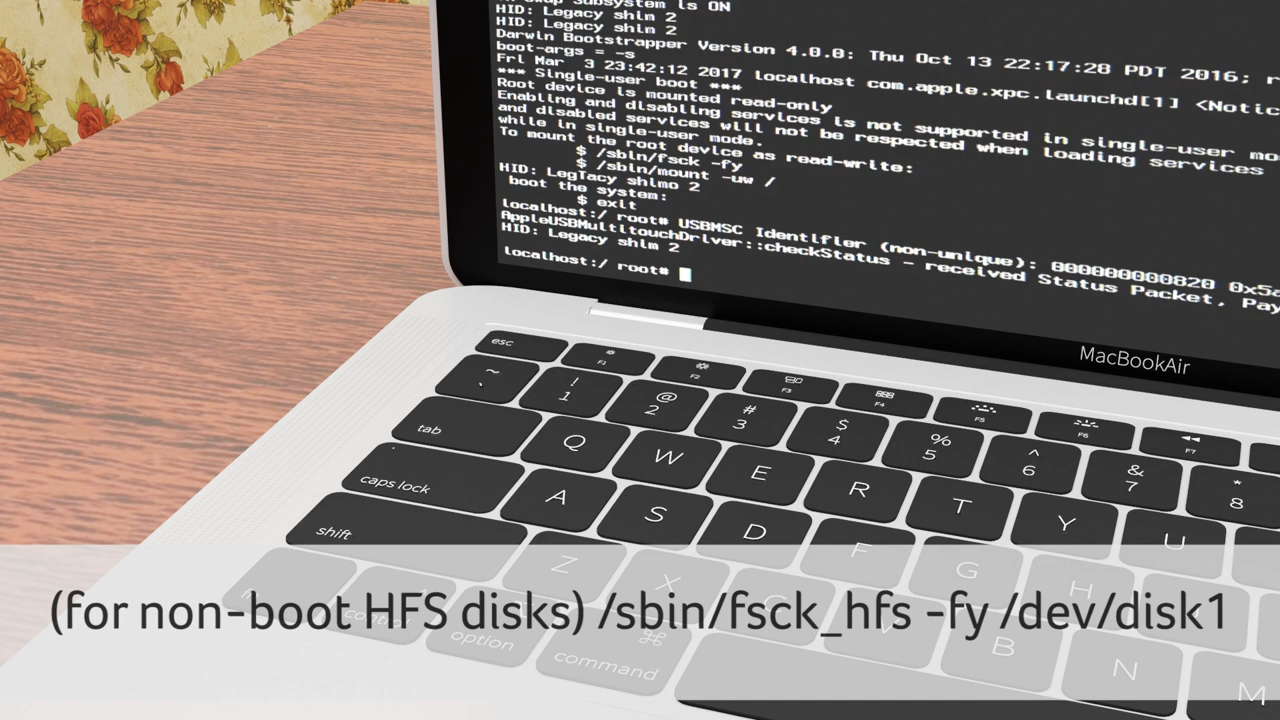 HID: Legacy shim 2
HID: Legacy shim 2
Darwin Bootstrapper Version 4.0.0: Thu Oct 13 22:17:28 PDT 2016;
boot-args = -s
Fri Mar 3 23:42:12 2017 localhost com.apple.xpc.launchd[1] <Notic
*** Single-user boot ***
Root device is mounted read-only
Enabling and disabling services is not supported in single-user mo
and disabled services will not be respected when loading services
while in single-user mode.
To mount the root device as read-write:
$ /sbin/fsck -fy
$ /sbin/mount -uw /
HID: LegTacy shimo 2
boot the system:
$ exit
localhost:/ root# USBMSC Identifier (non-unique): 000000000820 0x5a
AppleUSBMultitouchDriver::checkStatus - received Status Packet, Pay
HID: Legacy shim 2
localhost:/ root#
MacBookAir
esc F1 F2 F3 F4 F5 F6 F7
~ ` ! 1 @ 2 # 3 $ 4 % 5 ^ 6 & 7 * 8
tab Q W E R T Y U
caps lock A S D F G H
shift Z X C B N M
control option command
(for non-boot HFS disks) /sbin/fsck_hfs -fy /dev/disk1